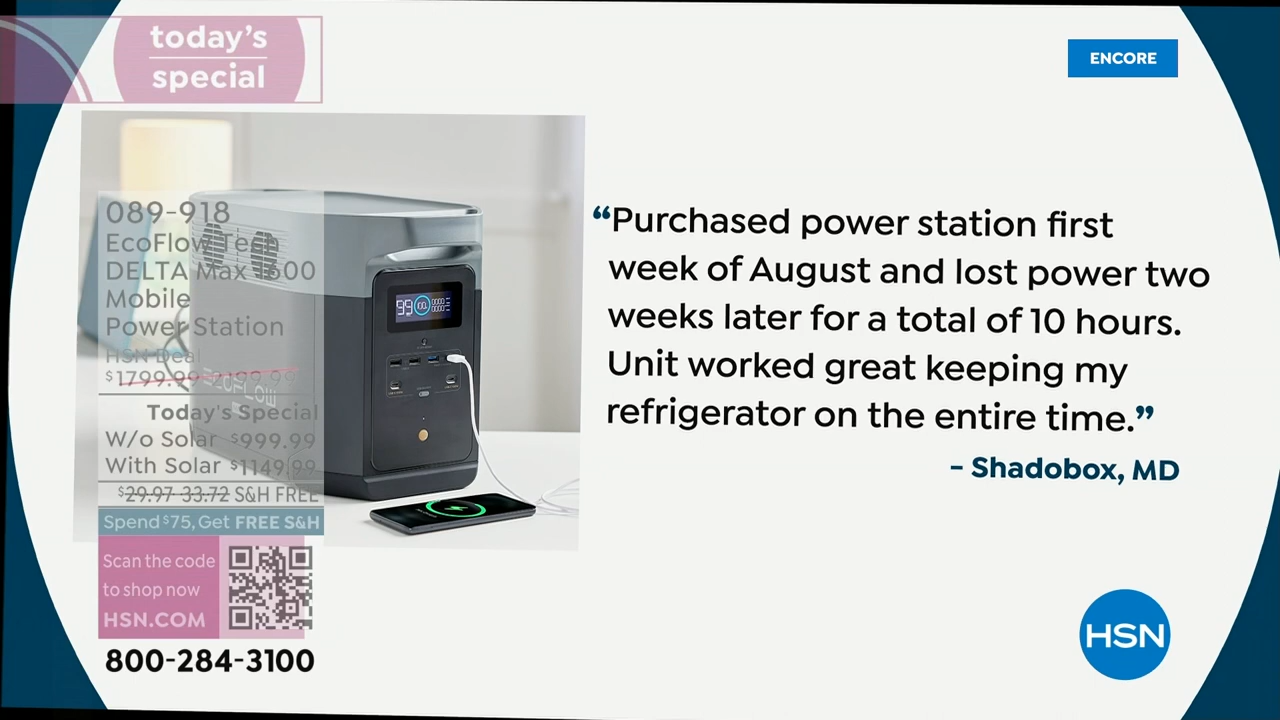 today's
special
ENCORE
089-918
EcoFlow Tech
DELTA Max 1600
Mobile
Power Station
HSN Deal
$1799.99
Today's Special
W/o Solar $999.99
With Solar $1149.99
$29.97-33.72 S&H FREE
Spend $75, Get FREE S&H
Scan the code
to shop now
HSN.COM
800-284-3100
“Purchased power station first
week of August and lost power two
weeks later for a total of 10 hours.
Unit worked great keeping my
refrigerator on the entire time.”
– Shadobox, MD
HSN